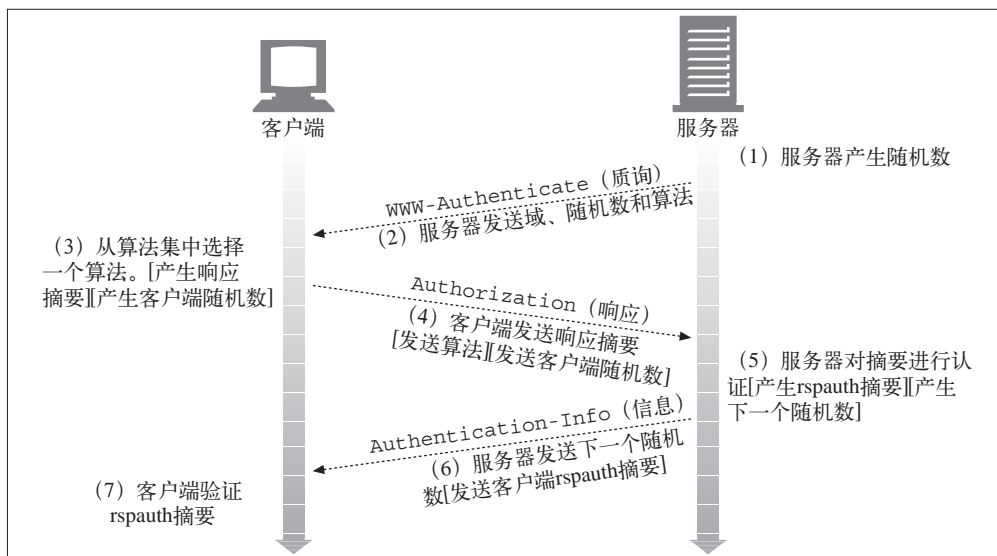 客户端
服务器
（1）服务器产生随机数
WWW-Authenticate（质询）
（2）服务器发送域、随机数和算法
（3）从算法集中选择
一个算法。[产生响应
摘要][产生客户端随机数]
Authorization（响应）
（4）客户端发送响应摘要
[发送算法][发送客户端随机数]
（5）服务器对摘要进行认
证[产生rspauth摘要][产生
下一个随机数]
Authentication-Info（信息）
（6）服务器发送下一个随机
数[发送客户端rspauth摘要]
（7）客户端验证
rspauth摘要